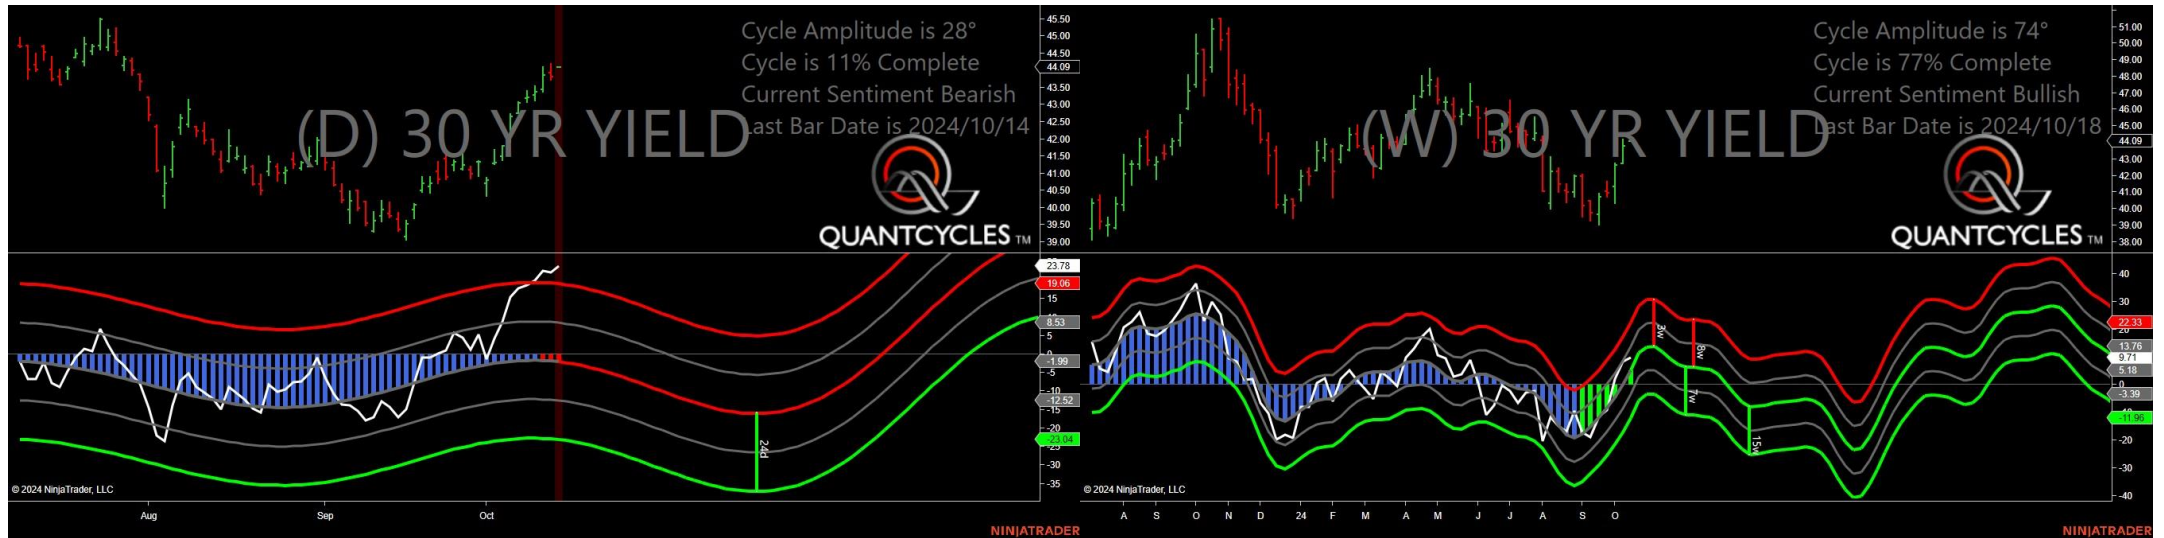 Cycle Amplitude is 28°
Cycle is 11% Complete
Current Sentiment Bearish
Last Bar Date is 2024/10/14
(D) 30 YR YIELD
QUANTCYCLES TM
45.50
45.00
44.50
44.09
43.50
43.00
42.50
42.00
41.50
41.00
40.50
40.00
39.50
39.00
23.78
19.06
15
8.53
5
0
-1.99
-5
-10
-12.52
-15
-20
-23.04
-25
-30
-35
24d
© 2024 NinjaTrader, LLC
Aug
Sep
Oct
NINJATRADER
Cycle Amplitude is 74°
Cycle is 77% Complete
Current Sentiment Bullish
Last Bar Date is 2024/10/18
(W) 30 YR YIELD
QUANTCYCLES TM
51.00
50.00
49.00
48.00
47.00
46.00
45.00
44.09
43.00
42.00
41.00
40.00
39.00
38.00
40
30
22.33
20
13.76
9.71
5.18
0
-3.39
-11.96
-20
-30
-40
3w
8w
7w
15w
© 2024 NinjaTrader, LLC
A S O N D 24 F M A M J J A S O
NINJATRADER